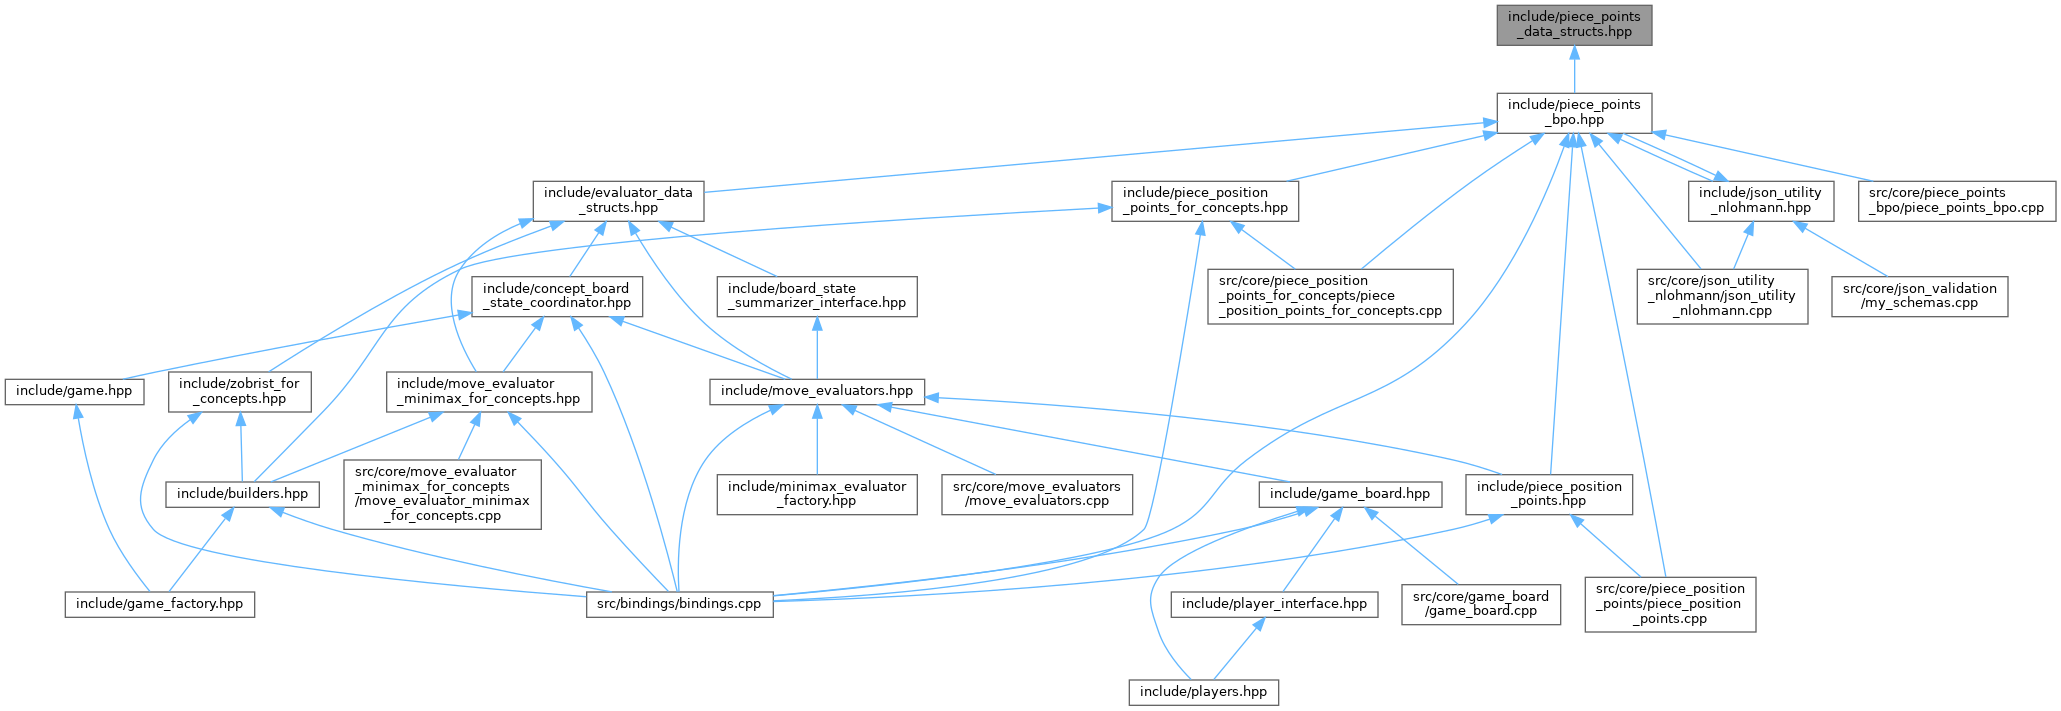 include/piece_points
_data_structs.hpp
include/piece_points
_bpo.hpp
include/evaluator_data
_structs.hpp
include/piece_position
_points_for_concepts.hpp
include/json_utility
_nlohmann.hpp
src/core/piece_points
_bpo/piece_points_bpo.cpp
include/concept_board
_state_coordinator.hpp
include/board_state
_summarizer_interface.hpp
src/core/piece_position
_points_for_concepts/piece
_position_points_for_concepts.cpp
src/core/json_utility
_nlohmann/json_utility
_nlohmann.cpp
src/core/json_validation
/my_schemas.cpp
include/game.hpp
include/zobrist_for
_concepts.hpp
include/move_evaluator
_minimax_for_concepts.hpp
include/move_evaluators.hpp
include/builders.hpp
src/core/move_evaluator
_minimax_for_concepts
/move_evaluator_minimax
_for_concepts.cpp
include/minimax_evaluator
_factory.hpp
src/core/move_evaluators
/move_evaluators.cpp
include/game_board.hpp
include/piece_position
_points.hpp
include/game_factory.hpp
src/bindings/bindings.cpp
include/player_interface.hpp
src/core/game_board
/game_board.cpp
src/core/piece_position
_points/piece_position
_points.cpp
include/players.hpp